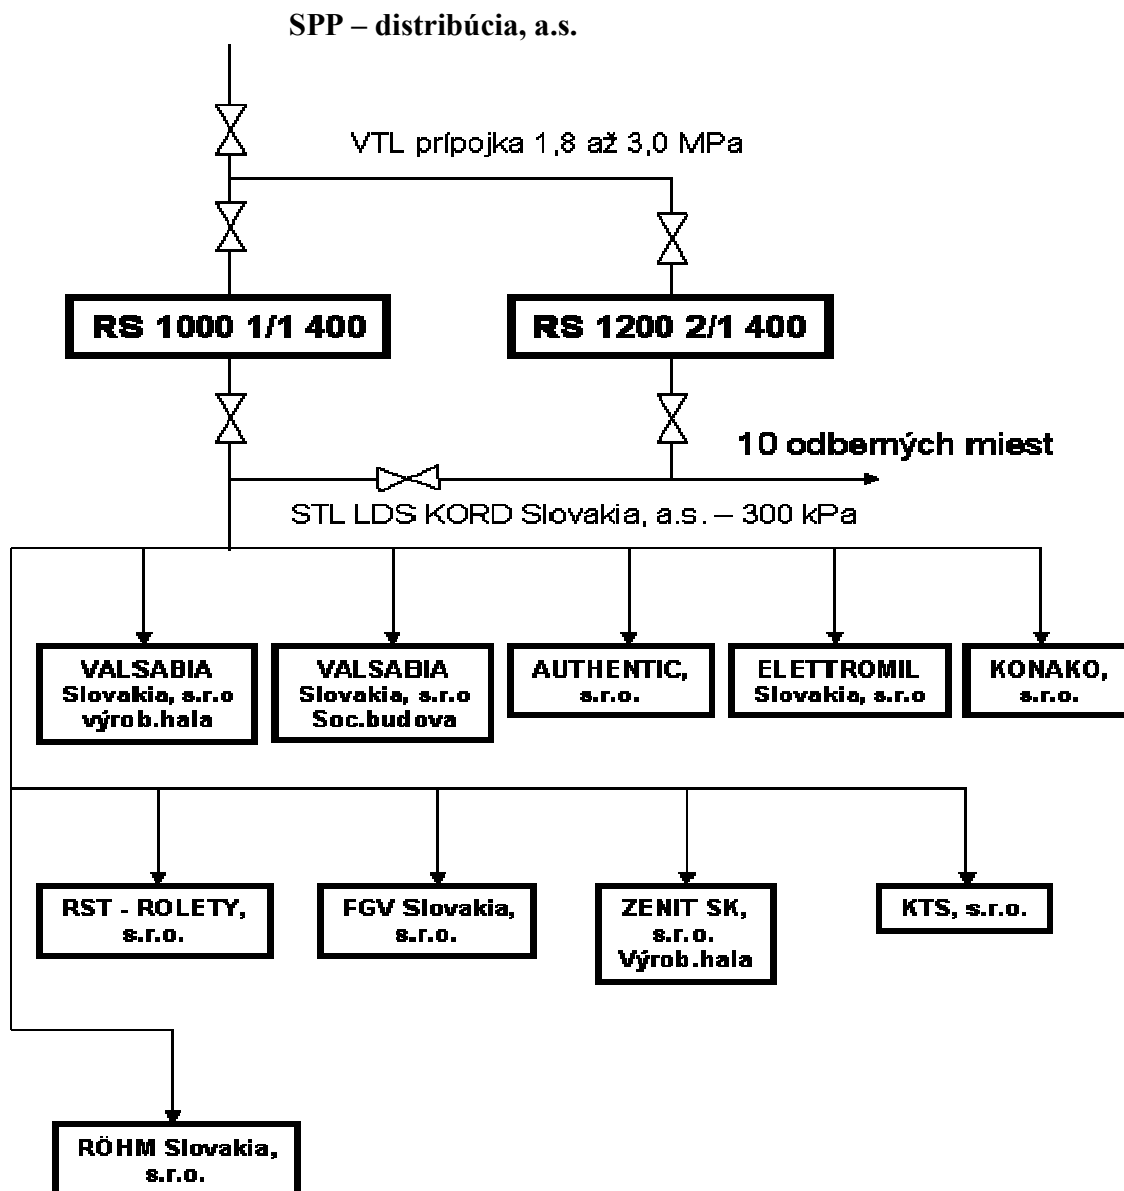 SPP – distribúcia, a.s.
VTL prípojka 1,8 až 3,0 MPa
RS 1000 1/1 400
RS 1200 2/1 400
10 odberných miest
STL LDS KORD Slovakia, a.s. – 300 kPa
VALSABIA
Slovakia, s.r.o
výrob.hala
VALSABIA
Slovakia, s.r.o
Soc.budova
AUTHENTIC,
s.r.o.
ELETTROMIL
Slovakia, s.r.o
KONAKO,
s.r.o.
RST - ROLETY,
s.r.o.
FGV Slovakia,
s.r.o.
ZENIT SK,
s.r.o.
Výrob.hala
KTS, s.r.o.
RÖHM Slovakia,
s.r.o.